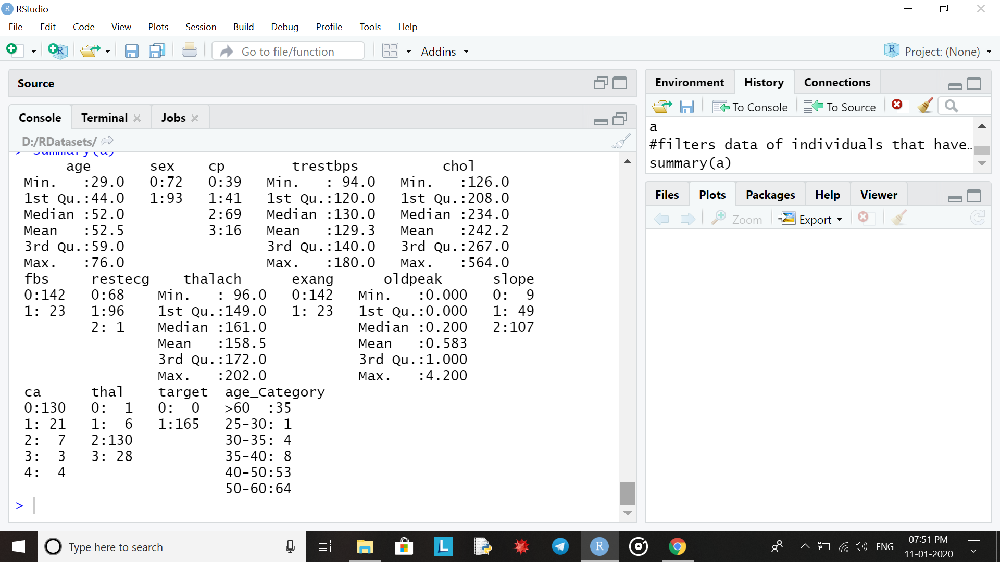 RStudio
File Edit Code View Plots Session Build Debug Profile Tools Help
Go to file/function Addins Project: (None)
Source
Console Terminal Jobs
D:/RDatasets/
> summary(a)
age sex cp trestbps chol
Min. :29.0 0:72 0:39 Min. : 94.0 Min. :126.0
1st Qu.:44.0 1:93 1:41 1st Qu.:120.0 1st Qu.:208.0
Median :52.0 2:69 Median :130.0 Median :234.0
Mean :52.5 3:16 Mean :129.3 Mean :242.2
3rd Qu.:59.0 3rd Qu.:140.0 3rd Qu.:267.0
Max. :76.0 Max. :180.0 Max. :564.0
fbs restecg thalach exang oldpeak slope
0:142 0:68 Min. : 96.0 0:142 Min. :0.000 0: 9
1: 23 1:96 1st Qu.:149.0 1: 23 1st Qu.:0.000 1: 49
2: 1 Median :161.0 Median :0.200 2:107
Mean :158.5 Mean :0.583
3rd Qu.:172.0 3rd Qu.:1.000
Max. :202.0 Max. :4.200
ca thal target age_Category
0:130 0: 1 0: 0 >60 :35
1: 21 1: 6 1:165 25-30: 1
2: 7 2:130 30-35: 4
3: 3 3: 28 35-40: 8
4: 4 40-50:53
50-60:64
>
Environment History Connections
To Console To Source
a
#filters data of individuals that have…
summary(a)
Files Plots Packages Help Viewer
Zoom Export
Type here to search
ENG
07:51 PM
11-01-2020